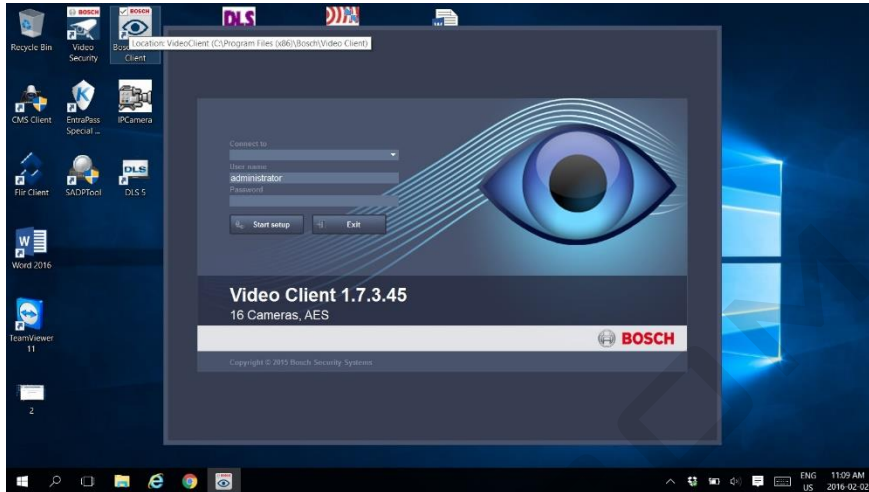 BOSCH
BOSCH
DLS
Recycle Bin
Video
Security
Client
Location: VideoClient (C:\Program Files (x86)\Bosch\Video Client)
CMS Client
EntraPass
Special ...
IPCamera
Connect to
User name
administrator
Password
Start setup
Exit
Flir Client
SADPTool
DLS
DLS 5
W
Word 2016
Video Client 1.7.3.45
16 Cameras, AES
BOSCH
Copyright © 2015 Bosch Security Systems
TeamViewer
11
2
ENG
US
11:09 AM
2016-02-02